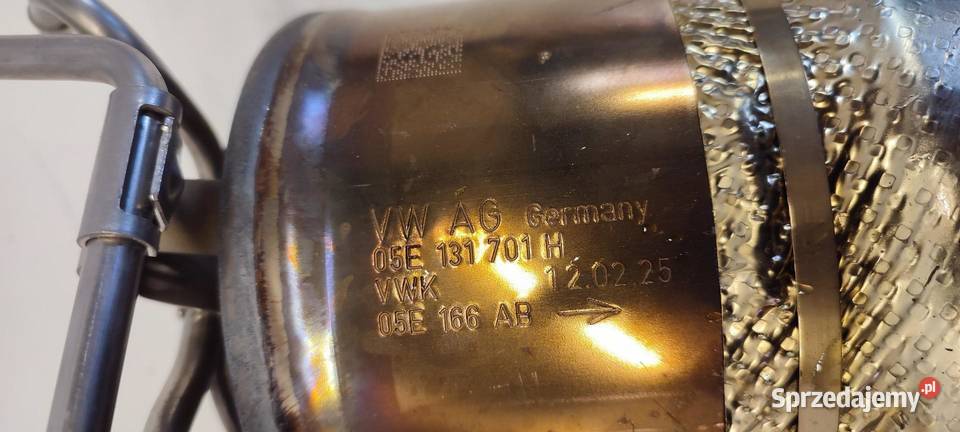 VW AG Germany
05E 131 701 H
VWK 12.02.25
05E 166 AB
Sprzedajemy.pl